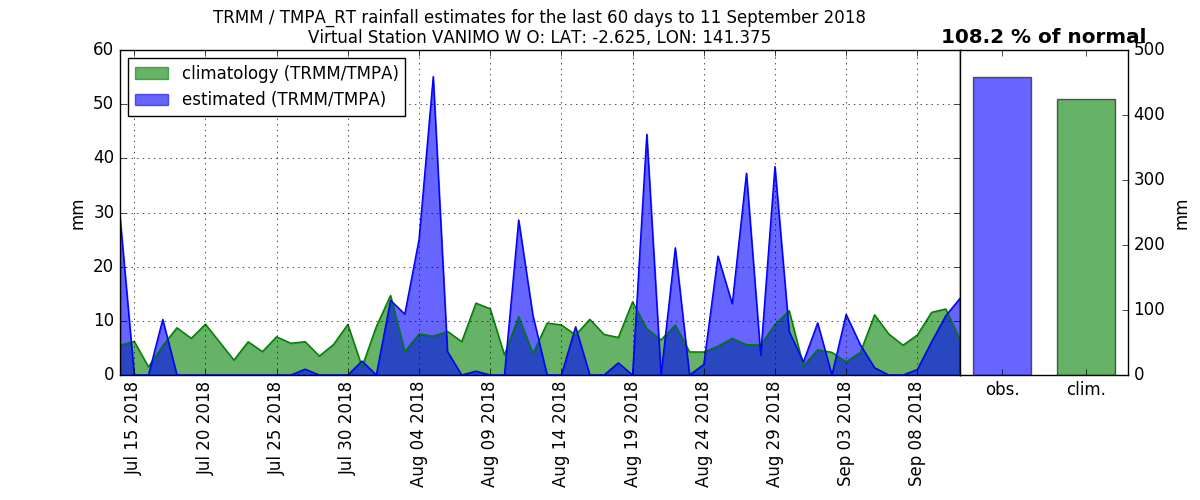 TRMM / TMPA_RT rainfall estimates for the last 60 days to 11 September 2018
Virtual Station VANIMO W O: LAT: -2.625, LON: 141.375
108.2 % of normal
climatology (TRMM/TMPA)
estimated (TRMM/TMPA)
mm
60
50
40
30
20
10
0
Jul 15 2018
Jul 20 2018
Jul 25 2018
Jul 30 2018
Aug 04 2018
Aug 09 2018
Aug 14 2018
Aug 19 2018
Aug 24 2018
Aug 29 2018
Sep 03 2018
Sep 08 2018
obs.
clim.
500
400
300
200
100
0
mm